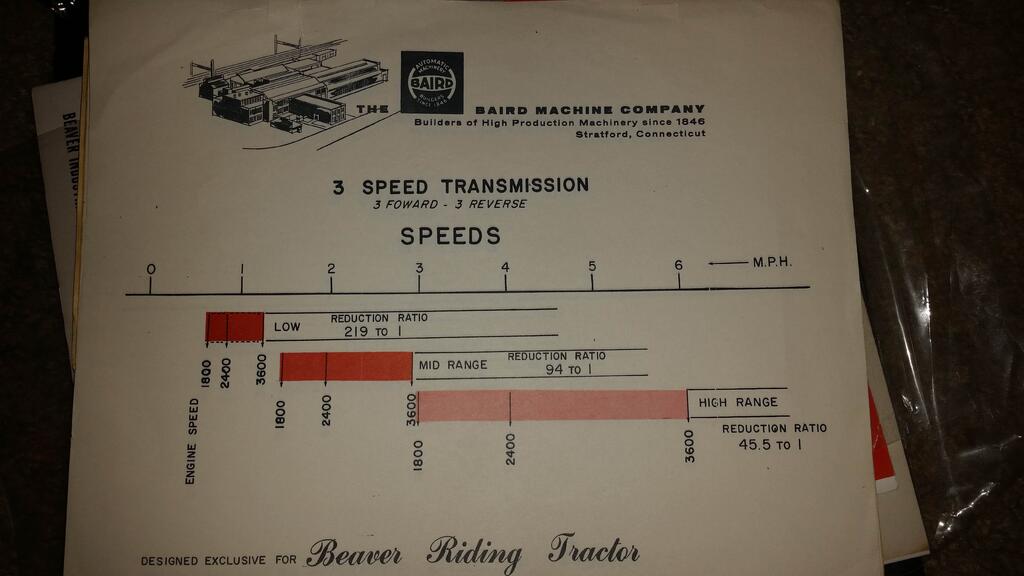 BEAVER
AUTOMATIC
MACHINERY
BAIRD
BUILDERS
SINCE 1846
THE BAIRD MACHINE COMPANY
Builders of High Production Machinery since 1846
Stratford, Connecticut
3 SPEED TRANSMISSION
3 FOWARD - 3 REVERSE
SPEEDS
0 1 2 3 4 5 6 M.P.H.
LOW REDUCTION RATIO
219 TO 1
1800 2400 3600
MID RANGE REDUCTION RATIO
94 TO 1
1800 2400 3600
HIGH RANGE
REDUCTION RATIO
45.5 TO 1
1800 2400 3600
ENGINE SPEED
DESIGNED EXCLUSIVE FOR Beaver Riding Tractor